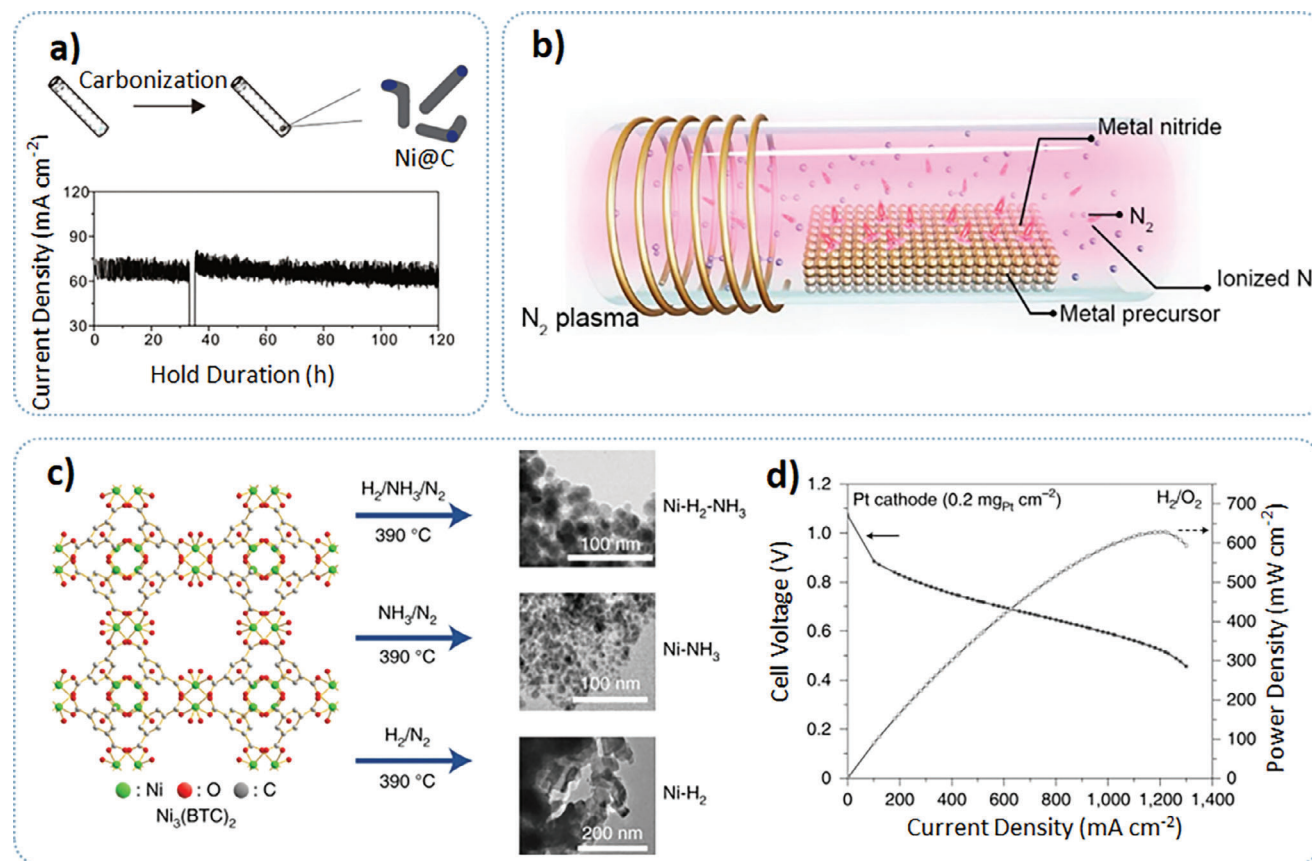 a)
Carbonization
Ni@C
Current Density (mA cm⁻²)
120
90
60
30
0
20
40
60
80
100
120
Hold Duration (h)
b)
Metal nitride
N₂
Ionized N
Metal precursor
N₂ plasma
c)
H₂/NH₃/N₂
390 °C
NH₃/N₂
390 °C
H₂/N₂
390 °C
: Ni : O : C
Ni₃(BTC)₂
100 nm
Ni-H₂-NH₃
100 nm
Ni-NH₃
200 nm
Ni-H₂
d)
Pt cathode (0.2 mgPt cm⁻²)
H₂/O₂
Cell Voltage (V)
1.2
1.0
0.8
0.6
0.4
0.2
0
Power Density (mW cm⁻²)
700
600
500
400
300
200
100
0
0
200
400
600
800
1,000
1,200
1,400
Current Density (mA cm⁻²)